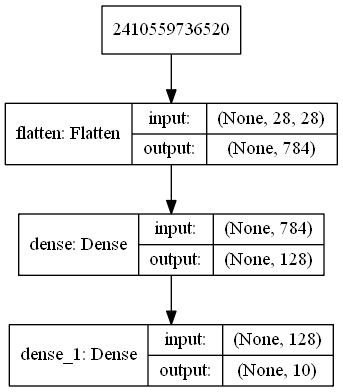 2410559736520
flatten: Flatten
input: (None, 28, 28)
output: (None, 784)
dense: Dense
input: (None, 784)
output: (None, 128)
dense_1: Dense
input: (None, 128)
output: (None, 10)